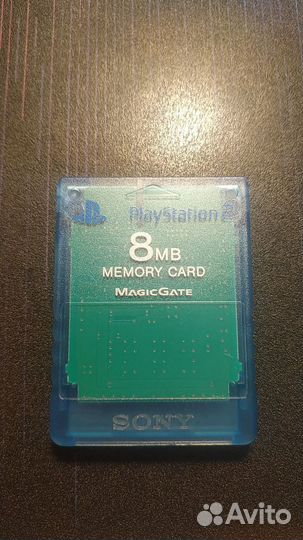 PlayStation 2
8MB
MEMORY CARD
MAGICGATE
SONY
Avito